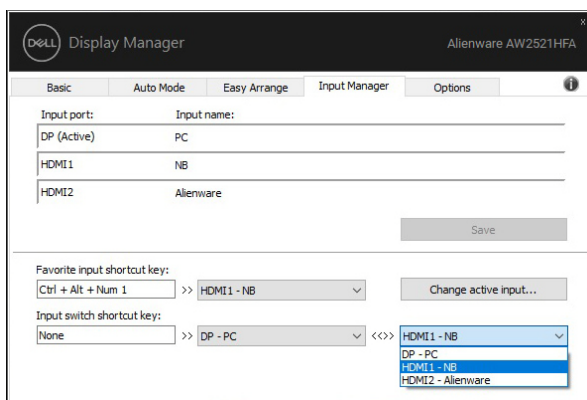 DELL Display Manager Alienware AW2521HFA
x
Basic Auto Mode Easy Arrange Input Manager Options i
Input port: Input name:
DP (Active) PC
HDMI1 NB
HDMI2 Alienware
Save
Favorite input shortcut key:
Ctrl + Alt + Num 1 >> HDMI1 - NB Change active input...
Input switch shortcut key:
None >> DP - PC <<>> HDMI1 - NB
DP - PC
HDMI1 - NB
HDMI2 - Alienware